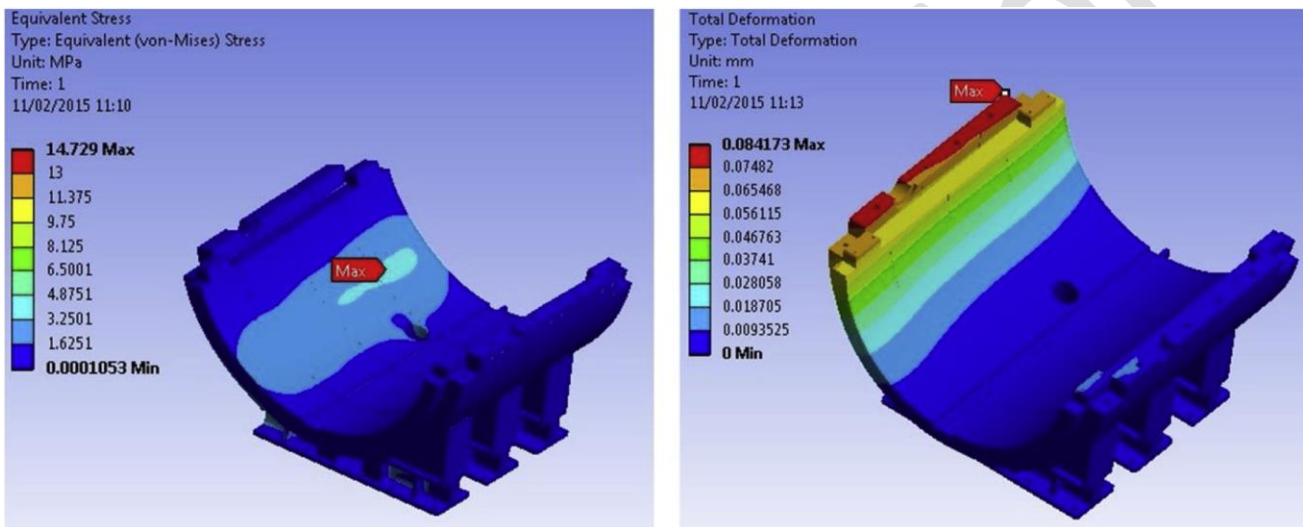 Equivalent Stress
Type: Equivalent (von-Mises) Stress
Unit: MPa
Time: 1
11/02/2015 11:10
14.729 Max
13
11.375
9.75
8.125
6.5001
4.8751
3.2501
1.6251
0.0001053 Min
Max
Total Deformation
Type: Total Deformation
Unit: mm
Time: 1
11/02/2015 11:13
0.084173 Max
0.07482
0.065468
0.056115
0.046763
0.03741
0.028058
0.018705
0.0093525
0 Min
Max